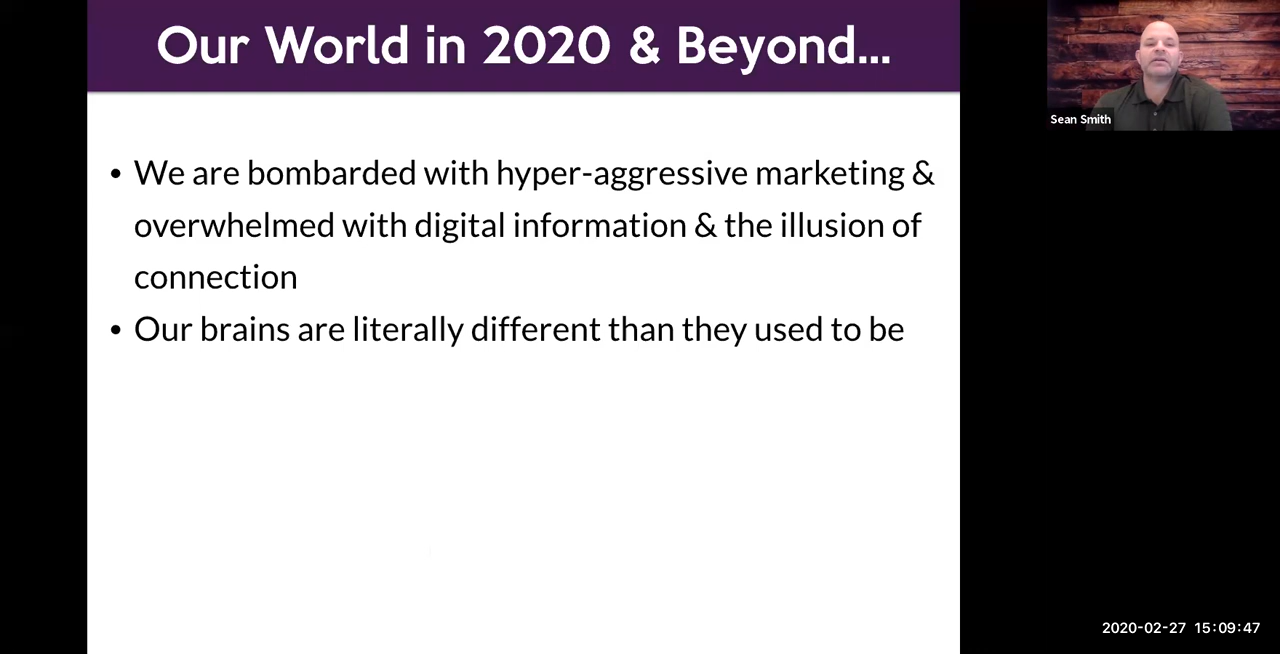 Our World in 2020 & Beyond...
Sean Smith
• We are bombarded with hyper-aggressive marketing &
overwhelmed with digital information & the illusion of
connection
• Our brains are literally different than they used to be
2020-02-27 15:09:47